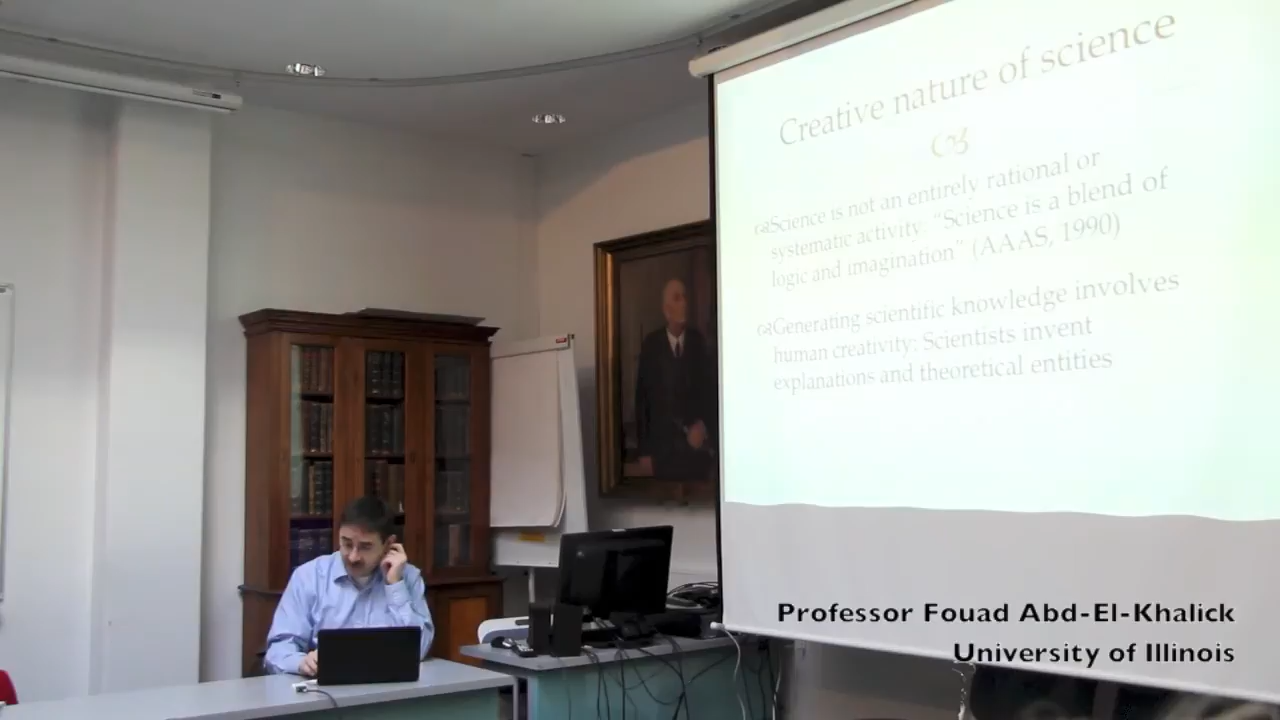 Creative nature of science
Science is not an entirely rational or
systematic activity: "Science is a blend of
logic and imagination" (AAAS, 1990)
Generating scientific knowledge involves
human creativity: Scientists invent
explanations and theoretical entities
Professor Fouad Abd-El-Khalick
University of Illinois